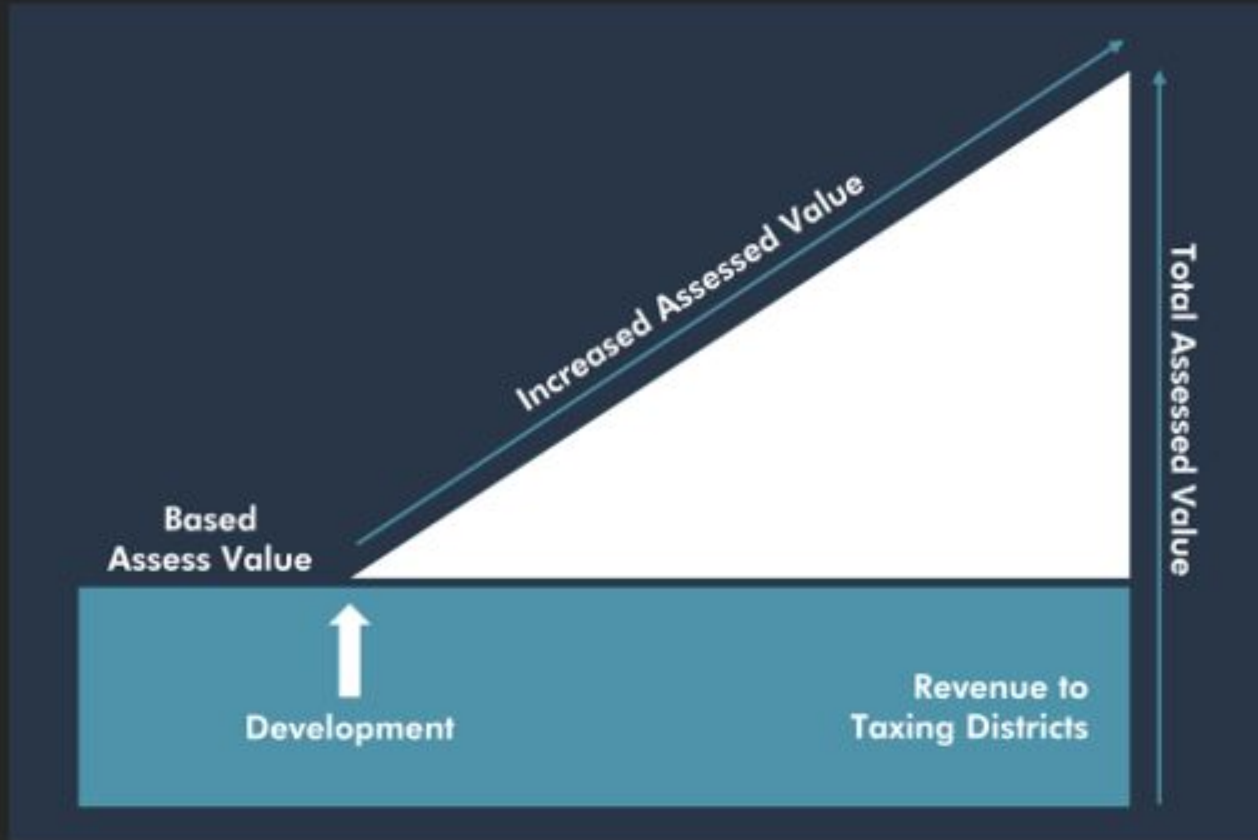 Increased Assessed Value
Total Assessed Value
Based
Assess Value
Development
Revenue to
Taxing Districts